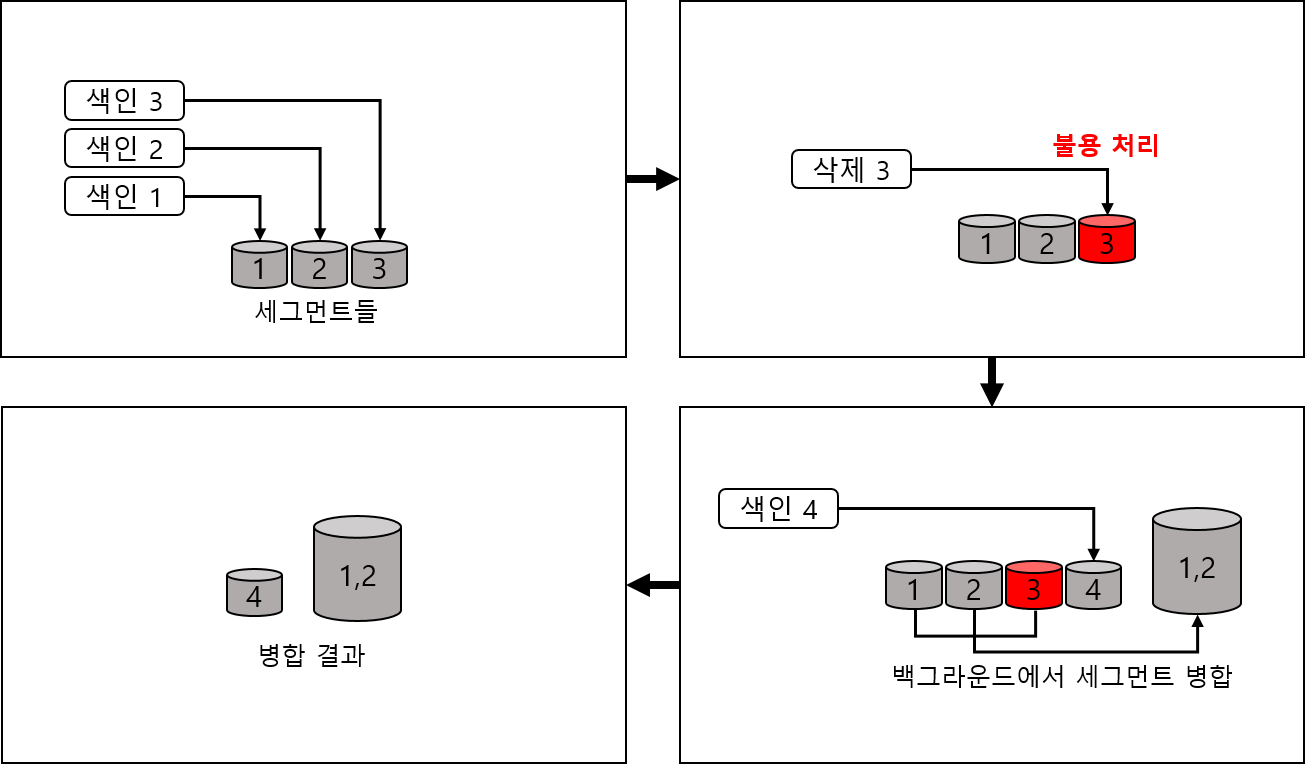 색인 3
색인 2
색인 1
1 2 3
세그먼트들
불용 처리
삭제 3
1 2 3
색인 4
1 2 3 4
1,2
백그라운드에서 세그먼트 병합
4
1,2
병합 결과